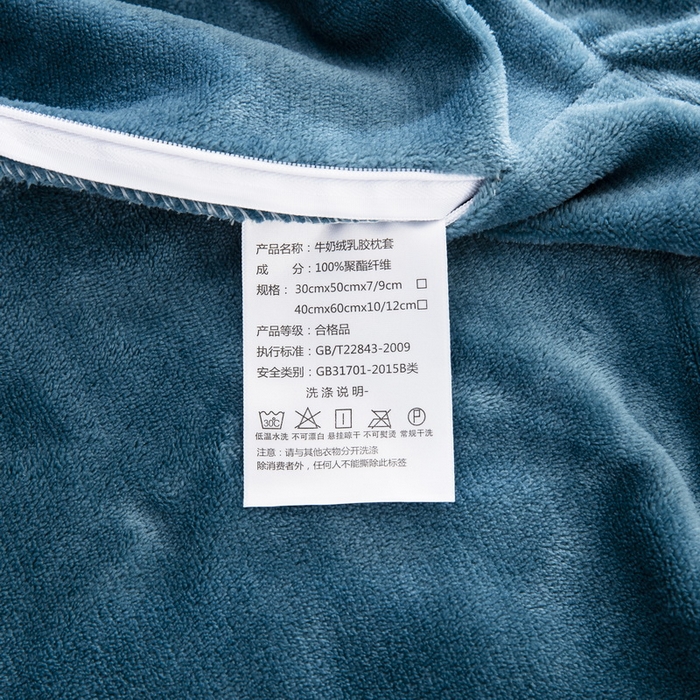 产品名称：牛奶绒乳胶枕套
成　　分：100%聚酯纤维
规格： 30cmx50cmx7/9cm
40cmx60cmx10/12cm
产品等级：合格品
执行标准：GB/T22843-2009
安全类别：GB31701-2015B类
洗 涤 说 明-
30℃ P
低温水洗 不可漂白 悬挂晾干 不可熨烫 常规干洗
注意：请与其他衣物分开洗涤
除消费者外，任何人不能撕除此标签